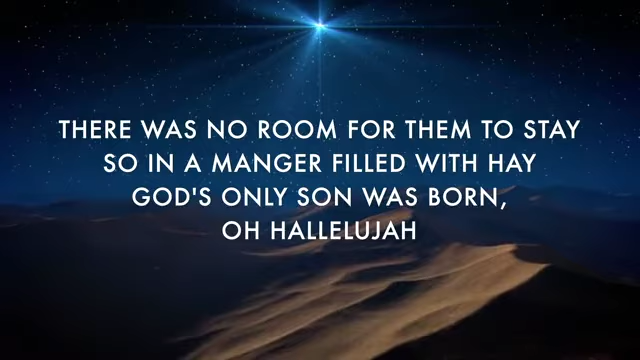 THERE WAS NO ROOM FOR THEM TO STAY
SO IN A MANGER FILLED WITH HAY
GOD'S ONLY SON WAS BORN,
OH HALLELUJAH